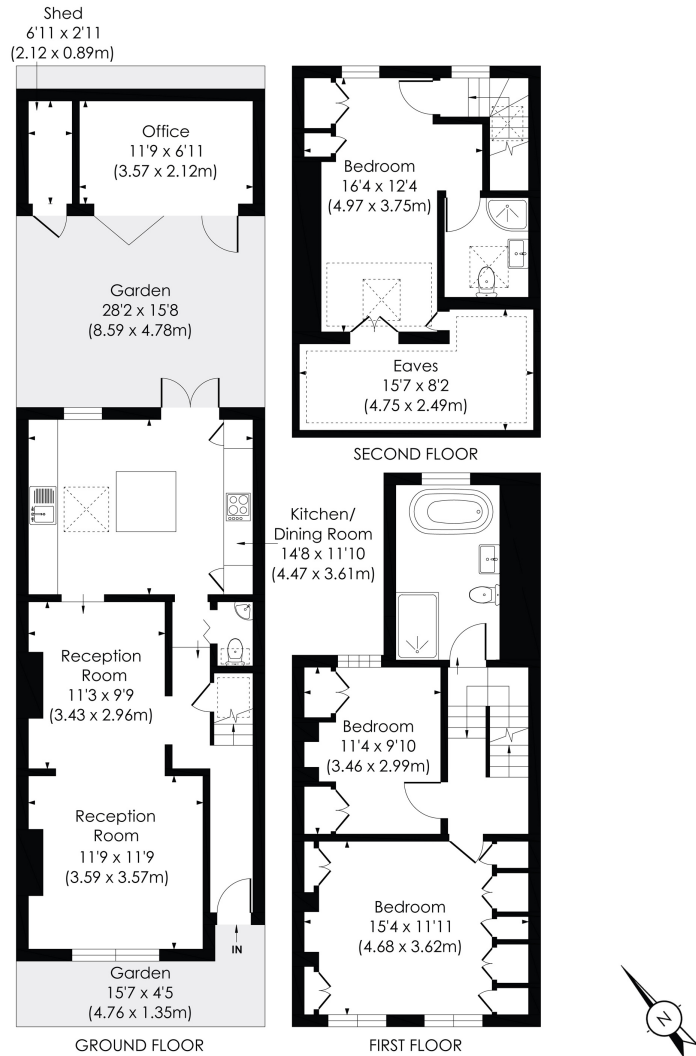 Shed
6'11 x 2'11
(2.12 x 0.89m)
Office
11'9 x 6'11
(3.57 x 2.12m)
Garden
28'2 x 15'8
(8.59 x 4.78m)
Kitchen/
Dining Room
14'8 x 11'10
(4.47 x 3.61m)
Reception
Room
11'3 x 9'9
(3.43 x 2.96m)
Reception
Room
11'9 x 11'9
(3.59 x 3.57m)
IN
Garden
15'7 x 4'5
(4.76 x 1.35m)
GROUND FLOOR
Bedroom
16'4 x 12'4
(4.97 x 3.75m)
Eaves
15'7 x 8'2
(4.75 x 2.49m)
SECOND FLOOR
Bedroom
11'4 x 9'10
(3.46 x 2.99m)
Bedroom
15'4 x 11'11
(4.68 x 3.62m)
FIRST FLOOR
N